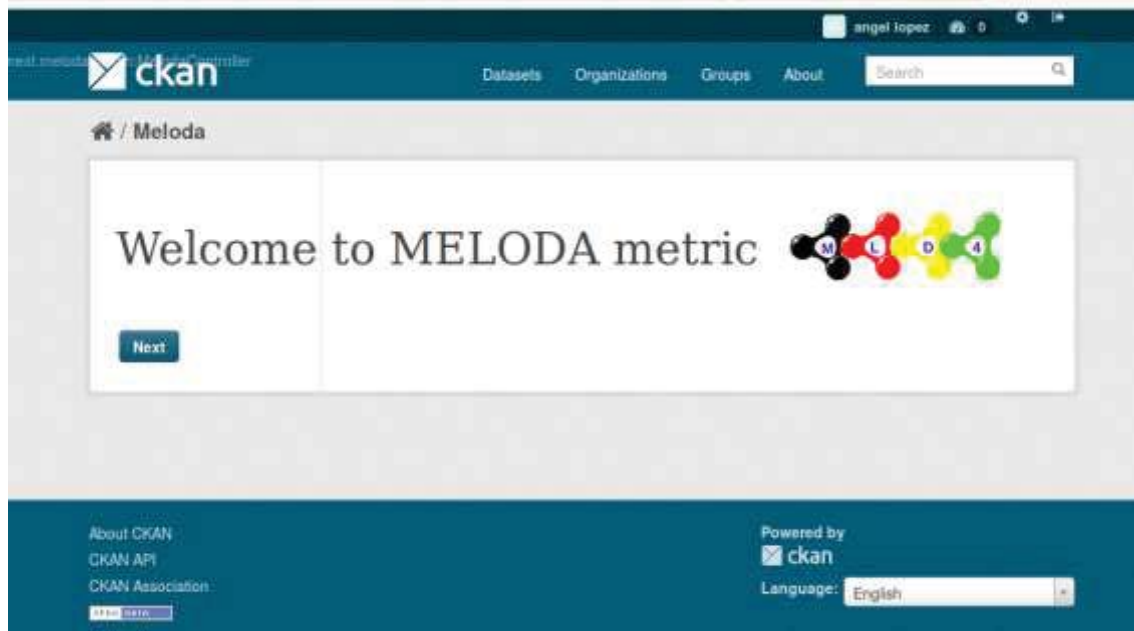 angel lopez 0
ckan
Datasets Organizations Groups About Search
/ Meloda
Welcome to MELODA metric M L D 4
Next
About CKAN
CKAN API
CKAN Association
Powered by
ckan
Language: English